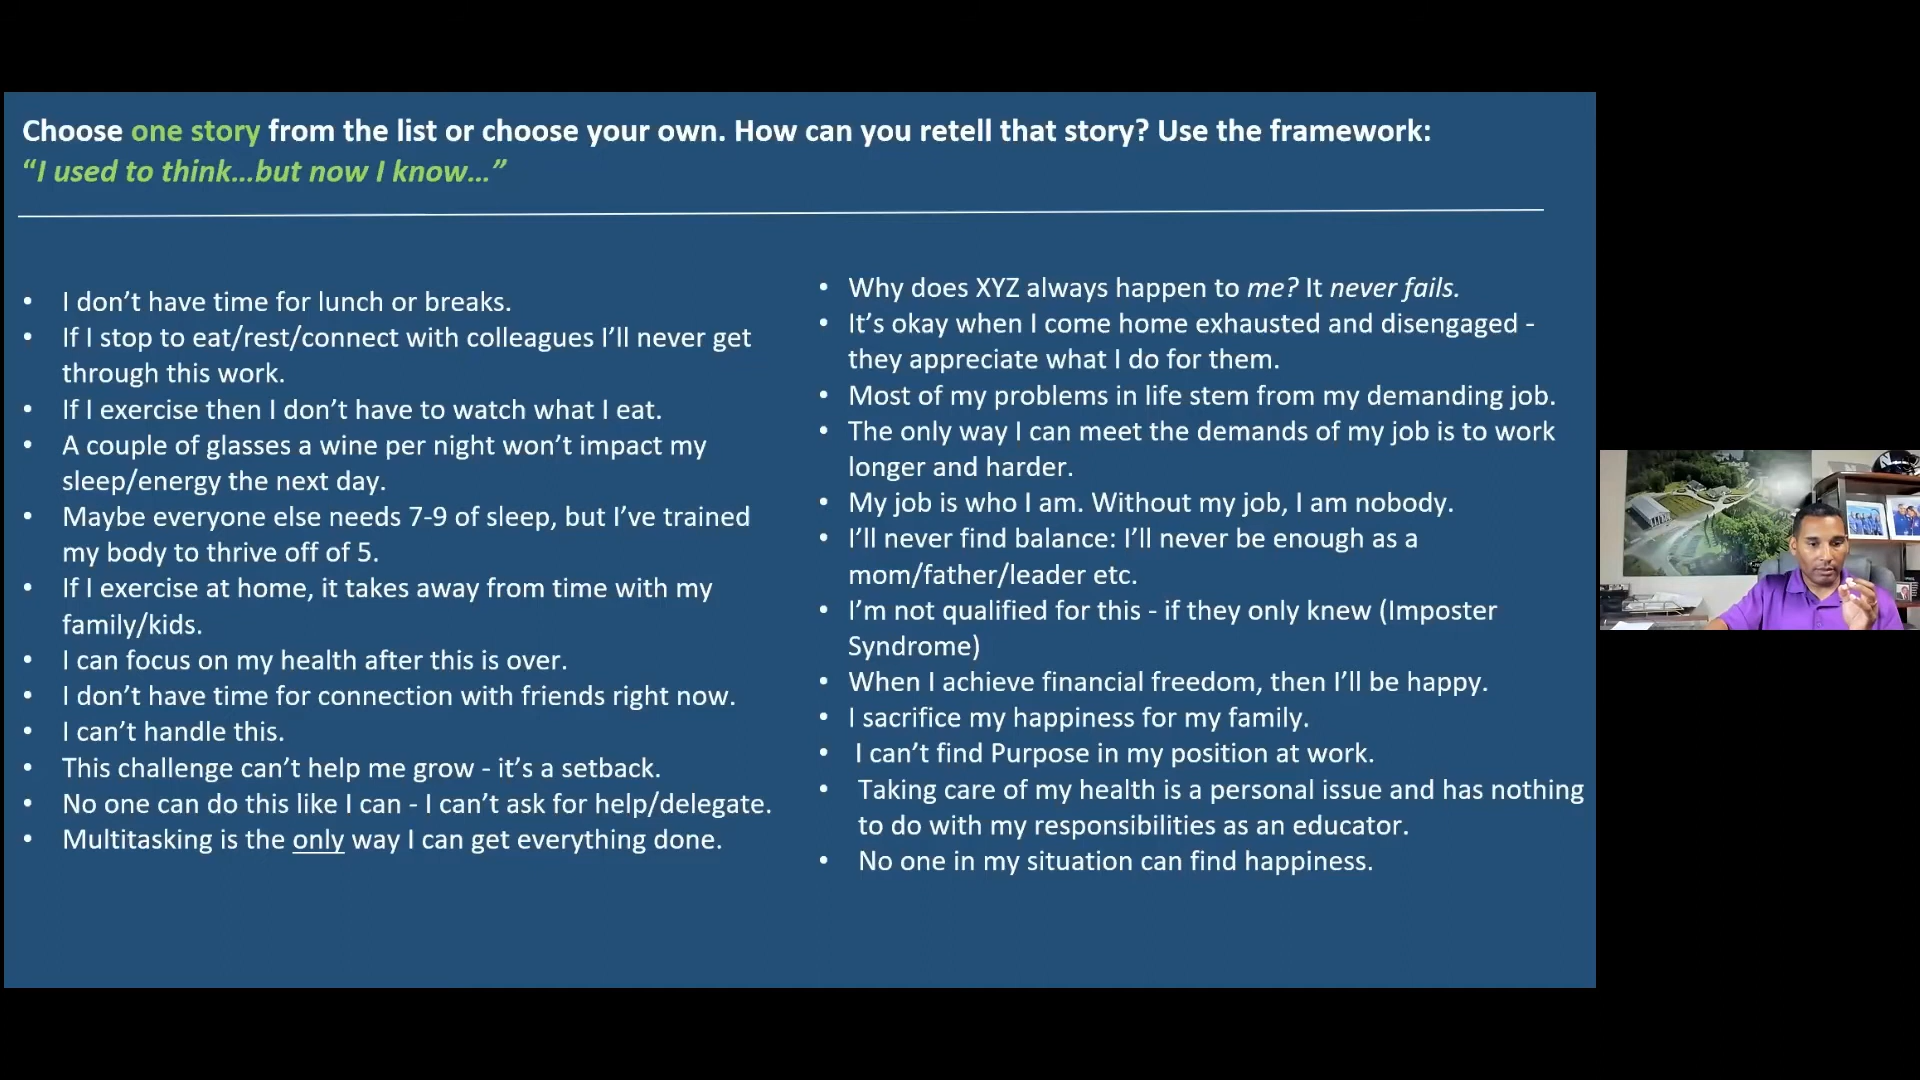 Choose one story from the list or choose your own. How can you retell that story? Use the framework:
“I used to think...but now I know...”
• I don’t have time for lunch or breaks.
• If I stop to eat/rest/connect with colleagues I’ll never get
through this work.
• If I exercise then I don’t have to watch what I eat.
• A couple of glasses a wine per night won’t impact my
sleep/energy the next day.
• Maybe everyone else needs 7-9 of sleep, but I’ve trained
my body to thrive off of 5.
• If I exercise at home, it takes away from time with my
family/kids.
• I can focus on my health after this is over.
• I don’t have time for connection with friends right now.
• I can’t handle this.
• This challenge can’t help me grow - it’s a setback.
• No one can do this like I can - I can’t ask for help/delegate.
• Multitasking is the only way I can get everything done.
• Why does XYZ always happen to me? It never fails.
• It’s okay when I come home exhausted and disengaged -
they appreciate what I do for them.
• Most of my problems in life stem from my demanding job.
• The only way I can meet the demands of my job is to work
longer and harder.
• My job is who I am. Without my job, I am nobody.
• I’ll never find balance: I’ll never be enough as a
mom/father/leader etc.
• I’m not qualified for this - if they only knew (Imposter
Syndrome)
• When I achieve financial freedom, then I’ll be happy.
• I sacrifice my happiness for my family.
• I can’t find Purpose in my position at work.
• Taking care of my health is a personal issue and has nothing
to do with my responsibilities as an educator.
• No one in my situation can find happiness.